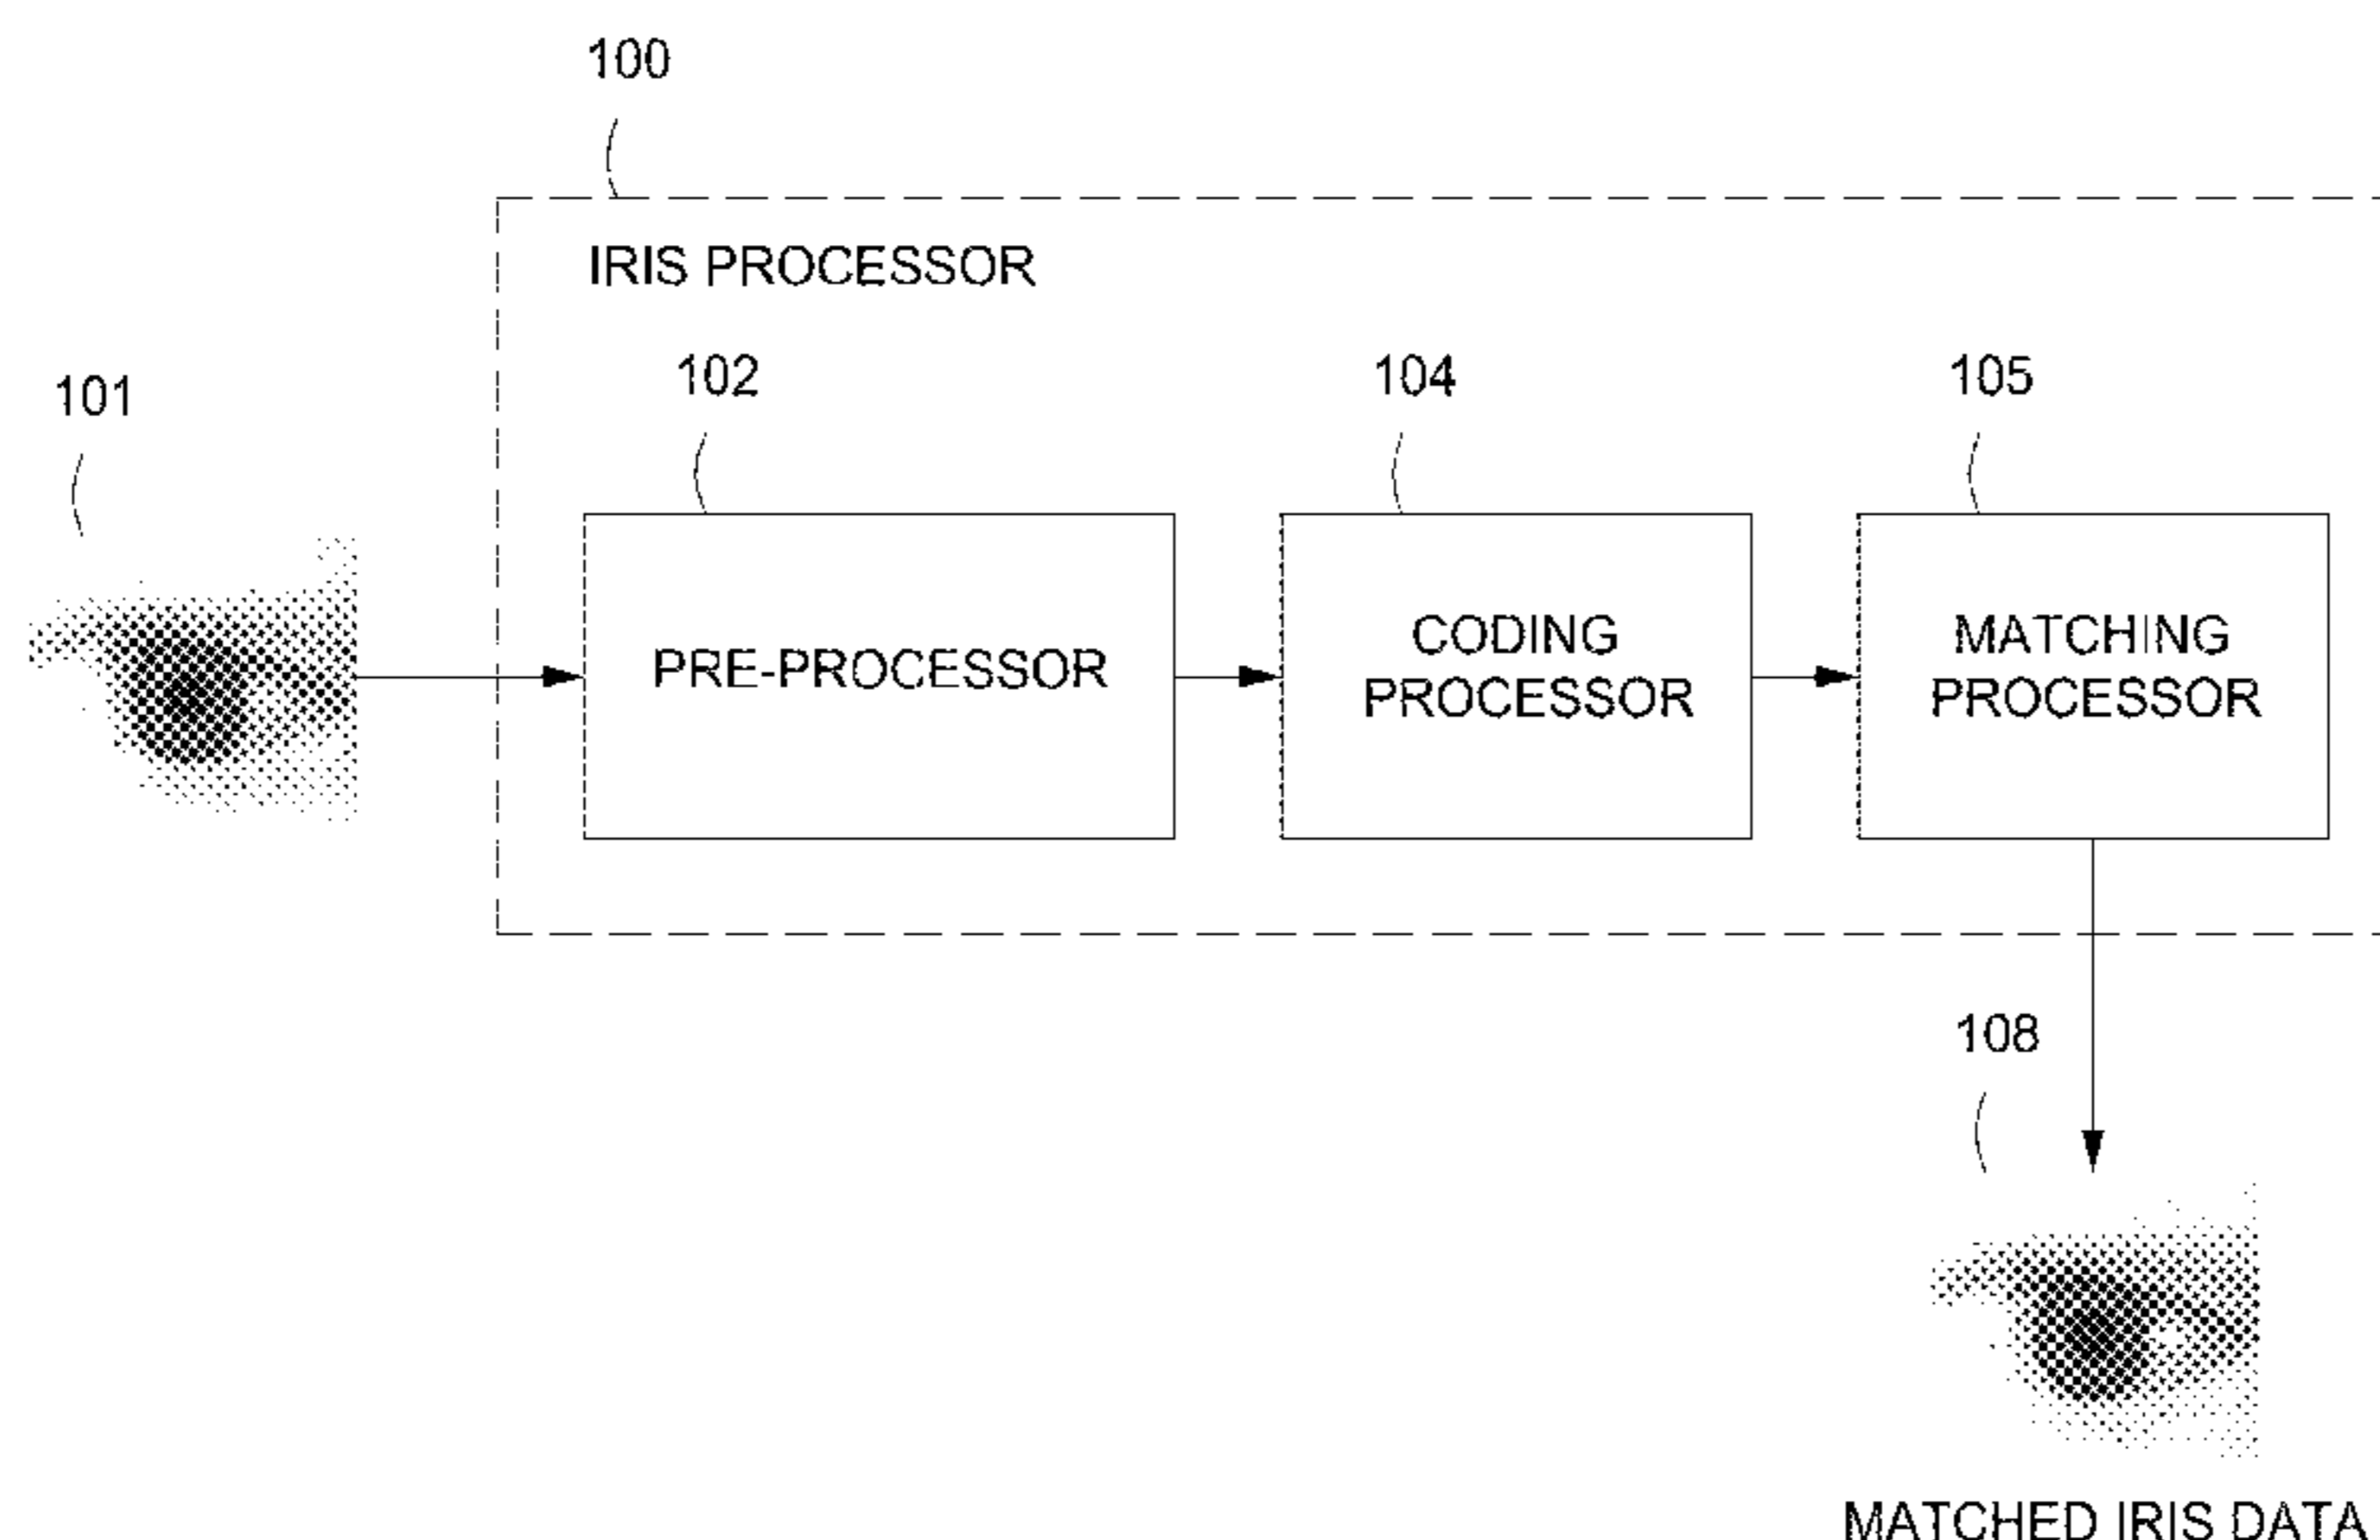 100
IRIS PROCESSOR
101
102
104
105
PRE-PROCESSOR
CODING
PROCESSOR
MATCHING
PROCESSOR
108
MATCHED IRIS DATA